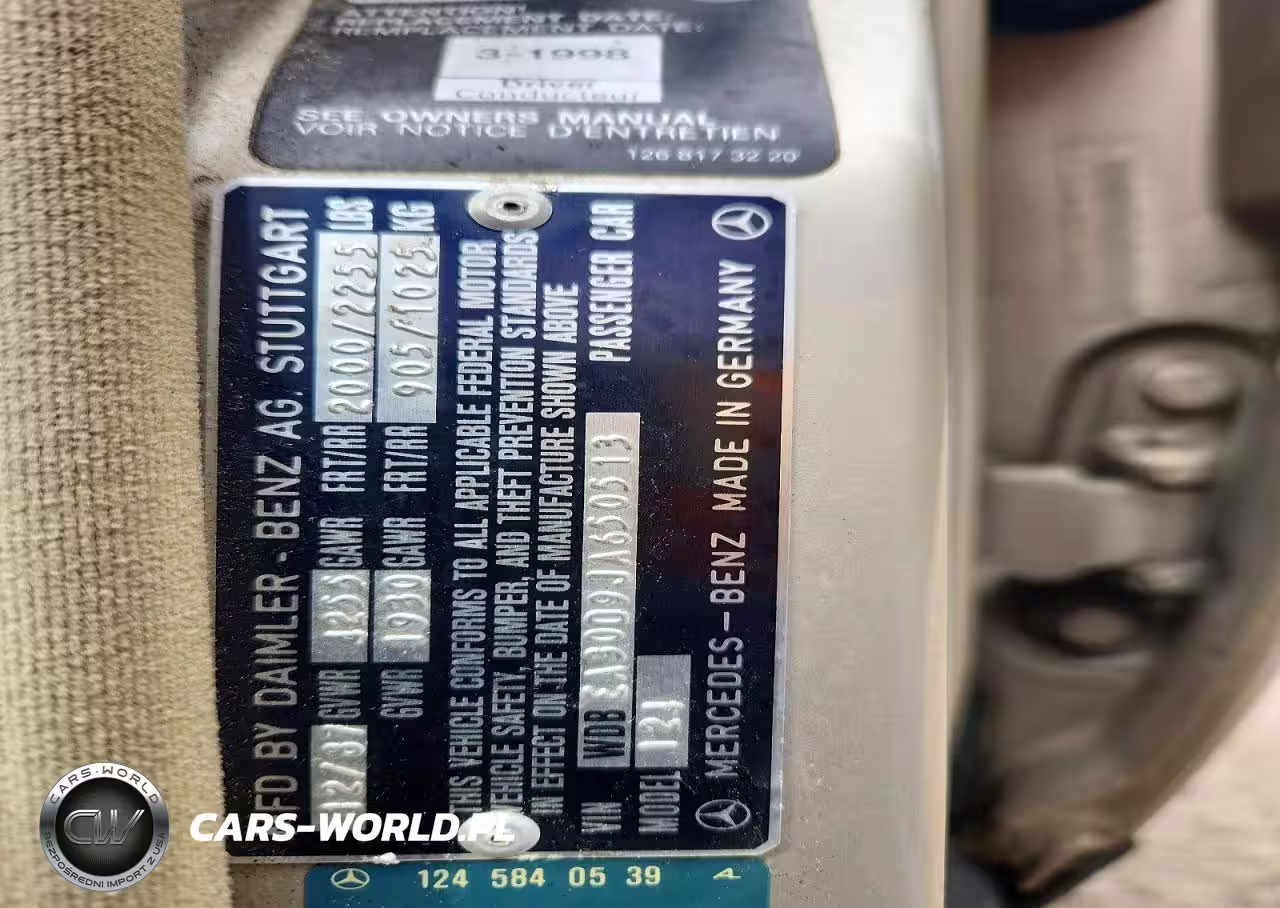 ATTENTION!
REPLACEMENT DATE:
REMPLACEMENT DATE:
3-1998
Driver
Conducteur
SEE OWNERS MANUAL
VOIR NOTICE D'ENTRETIEN
126 817 32 20
MFD BY DAIMLER - BENZ AG. STUTTGART
12/87 GVWR 4255 GAWR FRT/RR 2000/2255 LBS
GVWR 1930 GAWR FRT/RR 905/1025 KG
THIS VEHICLE CONFORMS TO ALL APPLICABLE FEDERAL MOTOR
VEHICLE SAFETY, BUMPER, AND THEFT PREVENTION STANDARDS
IN EFFECT ON THE DATE OF MANUFACTURE SHOWN ABOVE
VIN WDB EA30D9JA650513 PASSENGER CAR
MODEL 124
MERCEDES-BENZ MADE IN GERMANY
124 584 05 39 A
CARS-WORLD
CW
BEZPOŚREDNI IMPORT Z USA
CARS-WORLD.PL